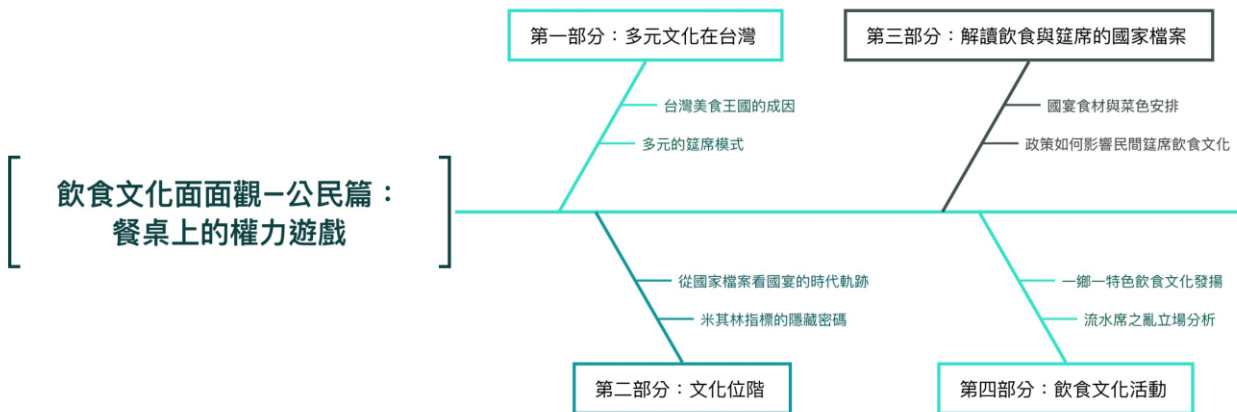 飲食文化面面觀－公民篇：
餐桌上的權力遊戲
第一部分：多元文化在台灣
台灣美食王國的成因
多元的筵席模式
從國家檔案看國宴的時代軌跡
米其林指標的隱藏密碼
第二部分：文化位階
第三部分：解讀飲食與筵席的國家檔案
國宴食材與菜色安排
政策如何影響民間筵席飲食文化
一鄉一特色飲食文化發揚
流水席之亂立場分析
第四部分：飲食文化活動